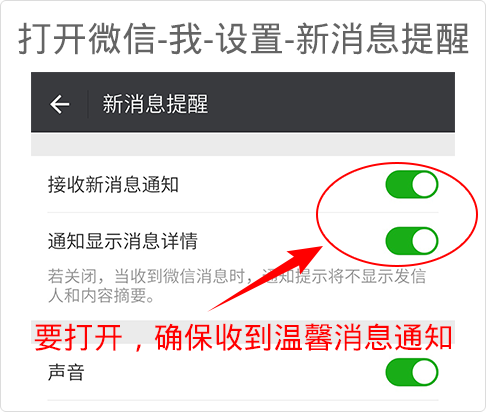 打开微信-我-设置-新消息提醒
新消息提醒
接收新消息通知
通知显示消息详情
若关闭，当收到微信消息时，通知提示将不显示发信
人和内容摘要。
要打开，确保收到温馨消息通知
声音